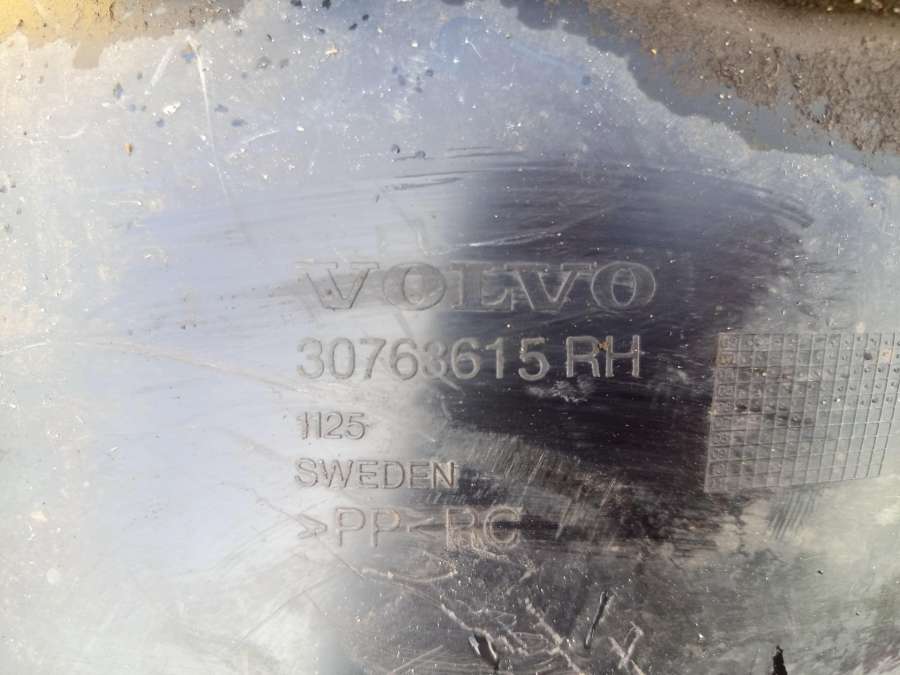 VOLVO
30763615 RH
1125
SWEDEN
>PP< RC